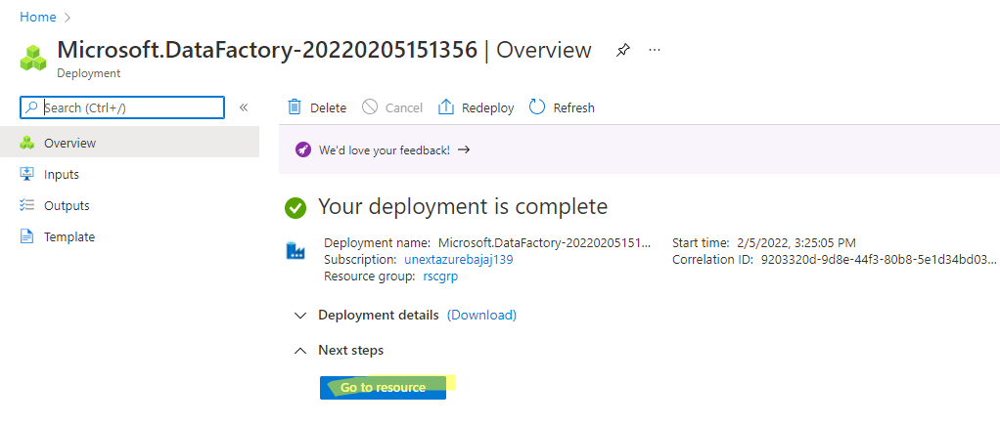 Home
Microsoft.DataFactory-20220205151356 | Overview
Deployment
Search (Ctrl+/)
Delete Cancel Redeploy Refresh
Overview
We'd love your feedback!
Inputs
Outputs
Template
Your deployment is complete
Deployment name: Microsoft.DataFactory-20220205151... Start time: 2/5/2022, 3:25:05 PM
Subscription: unextazurebajaj139 Correlation ID: 9203320d-9d8e-44f3-80b8-5e1d34bd03...
Resource group: rscgrp
Deployment details (Download)
Next steps
Go to resource